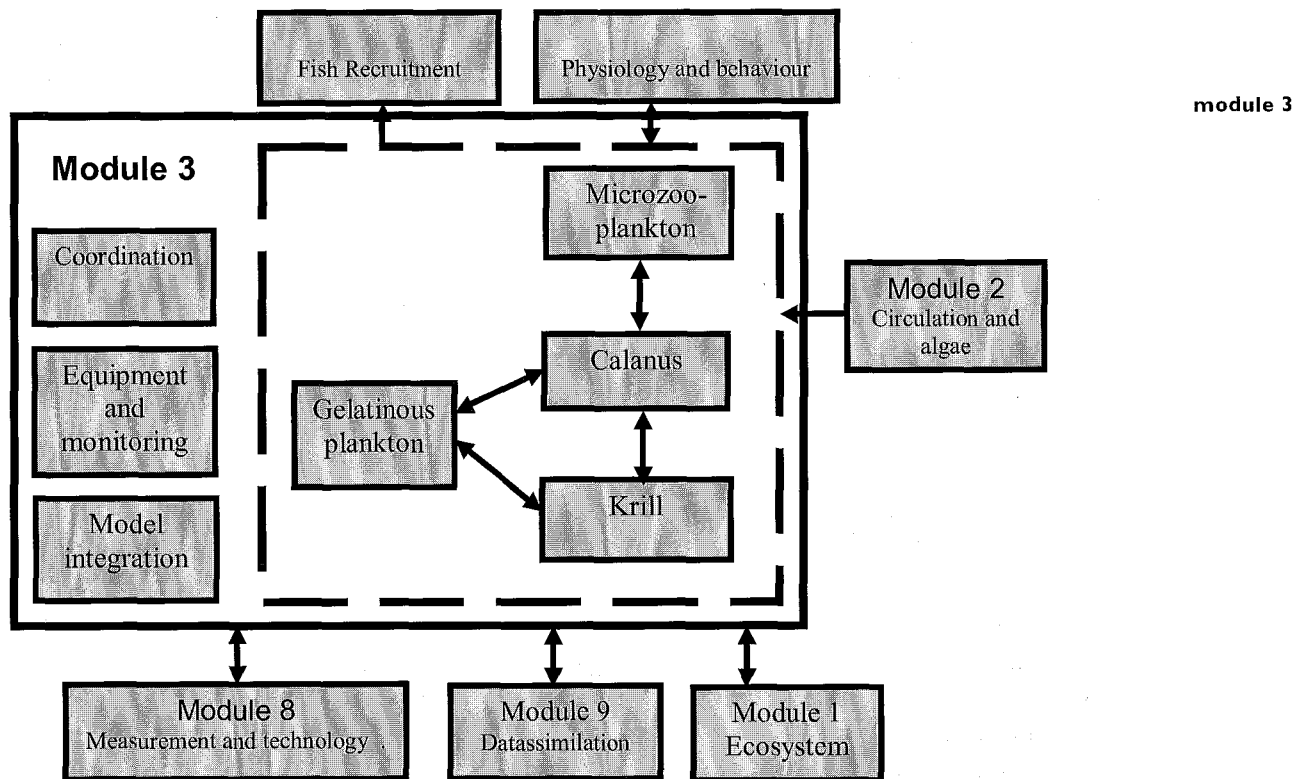 Fish Recruitment
Physiology and behaviour
module 3
Module 3
Microzoo-
plankton
Coordination
Module 2
Circulation and
algae
Equipment
and
monitoring
Calanus
Gelatinous
plankton
Krill
Model
integration
Module 8
Measurement and technology
Module 9
Datassimilation
Module 1
Ecosystem